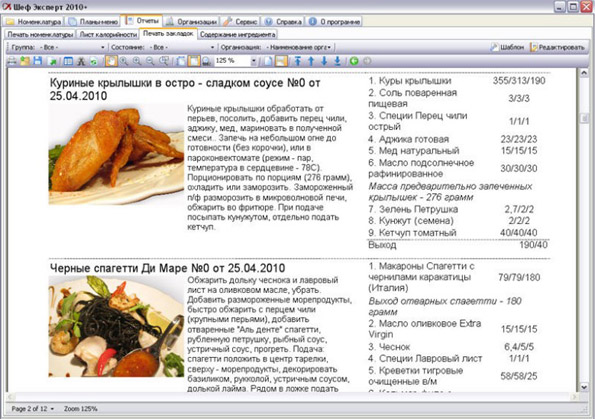 Шеф Эксперт 2010+
Номенклатура Планы-меню Отчеты Организации Сервис Справка О программе
Печать номенклатуры Лист калорийности Печать закладок Содержание ингредиента
Группа: - Все - Состояние: - Все - Организация: - Наименование орга Шаблон Редактировать
125 %
Куриные крылышки в остро - сладком соусе №0 от
25.04.2010
Куриные крылышки обработать от
перьев, посолить, добавить перец чили,
аджику, мед, мариновать в полученной
смеси.. Запечь на небольшом огне до
готовности (без корочки), или в
пароконвектомате (режим - пар,
температура в сердцевине - 78С).
Порционировать по порциям (276 грамм),
охладить или заморозить. Замороженный
п/ф разморозить в микроволновой печи,
обжарить во фритюре. При подаче
посыпать кунжутом, отдельно подать
кетчуп.
1. Куры крылышки 355/313/190
2. Соль поваренная
пищевая 3/3/3
3. Специи Перец чили
острый 1/1/1
4. Аджика готовая 23/23/23
5. Мед натуральный 15/15/15
6. Масло подсолнечное
рафинированное 30/30/30
Масса предварительно запеченных
крылышек - 276 грамм
7. Зелень Петрушка 2,7/2/2
8. Кунжут (семена) 2/2/2
9. Кетчуп томатный 40/40/40
Выход 190/40
Черные спагетти Ди Маре №0 от 25.04.2010
Обжарить дольку чеснока и лавровый
лист на оливковом масле, убрать.
Добавить размороженные морепродукты,
быстро обжарить с перцем чили
(крупными перьями), добавить
отваренные "Аль денте" спагетти,
рубленную петрушку, рыбный соус,
устричный соус, прогреть. Подача:
спагетти положить в центр тарелки,
сверху - морепродукты, декорировать
базиликом, рукколой, устричным соусом,
долькой лайма. Рядом в ложке подать
1. Макароны Спагетти с
чернилами каракатицы 79/79/180
(Италия)
Выход отварных спагетти - 180
грамм
2. Масло оливковое Extra
Virgin 15/15/15
3. Чеснок 6,4/5/5
4. Специи Лавровый лист 1/1/1
5. Креветки тигровые
очищенные в/м 58/58/25
Page 2 of 12 Zoom 125%